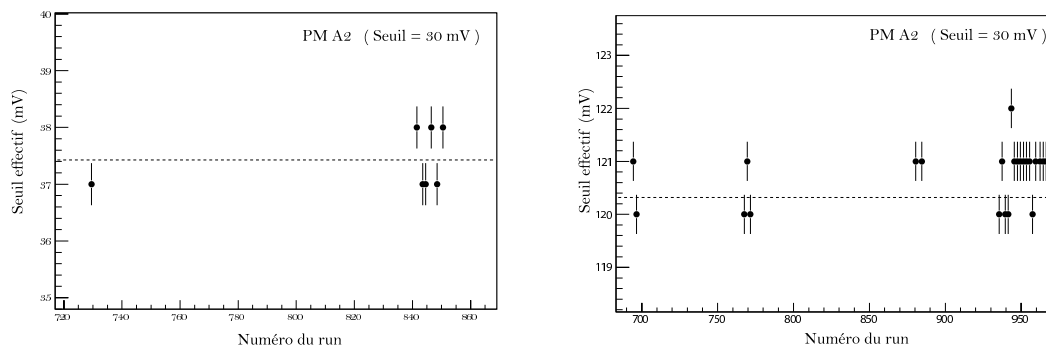 40
39
38
37
36
35
Seuil effectif (mV)
PM A2 ( Seuil = 30 mV )
720 740 760 780 800 820 840 860
Numéro du run
123
122
121
120
119
Seuil effectif (mV)
PM A2 ( Seuil = 30 mV )
700 750 800 850 900 950
Numéro du run